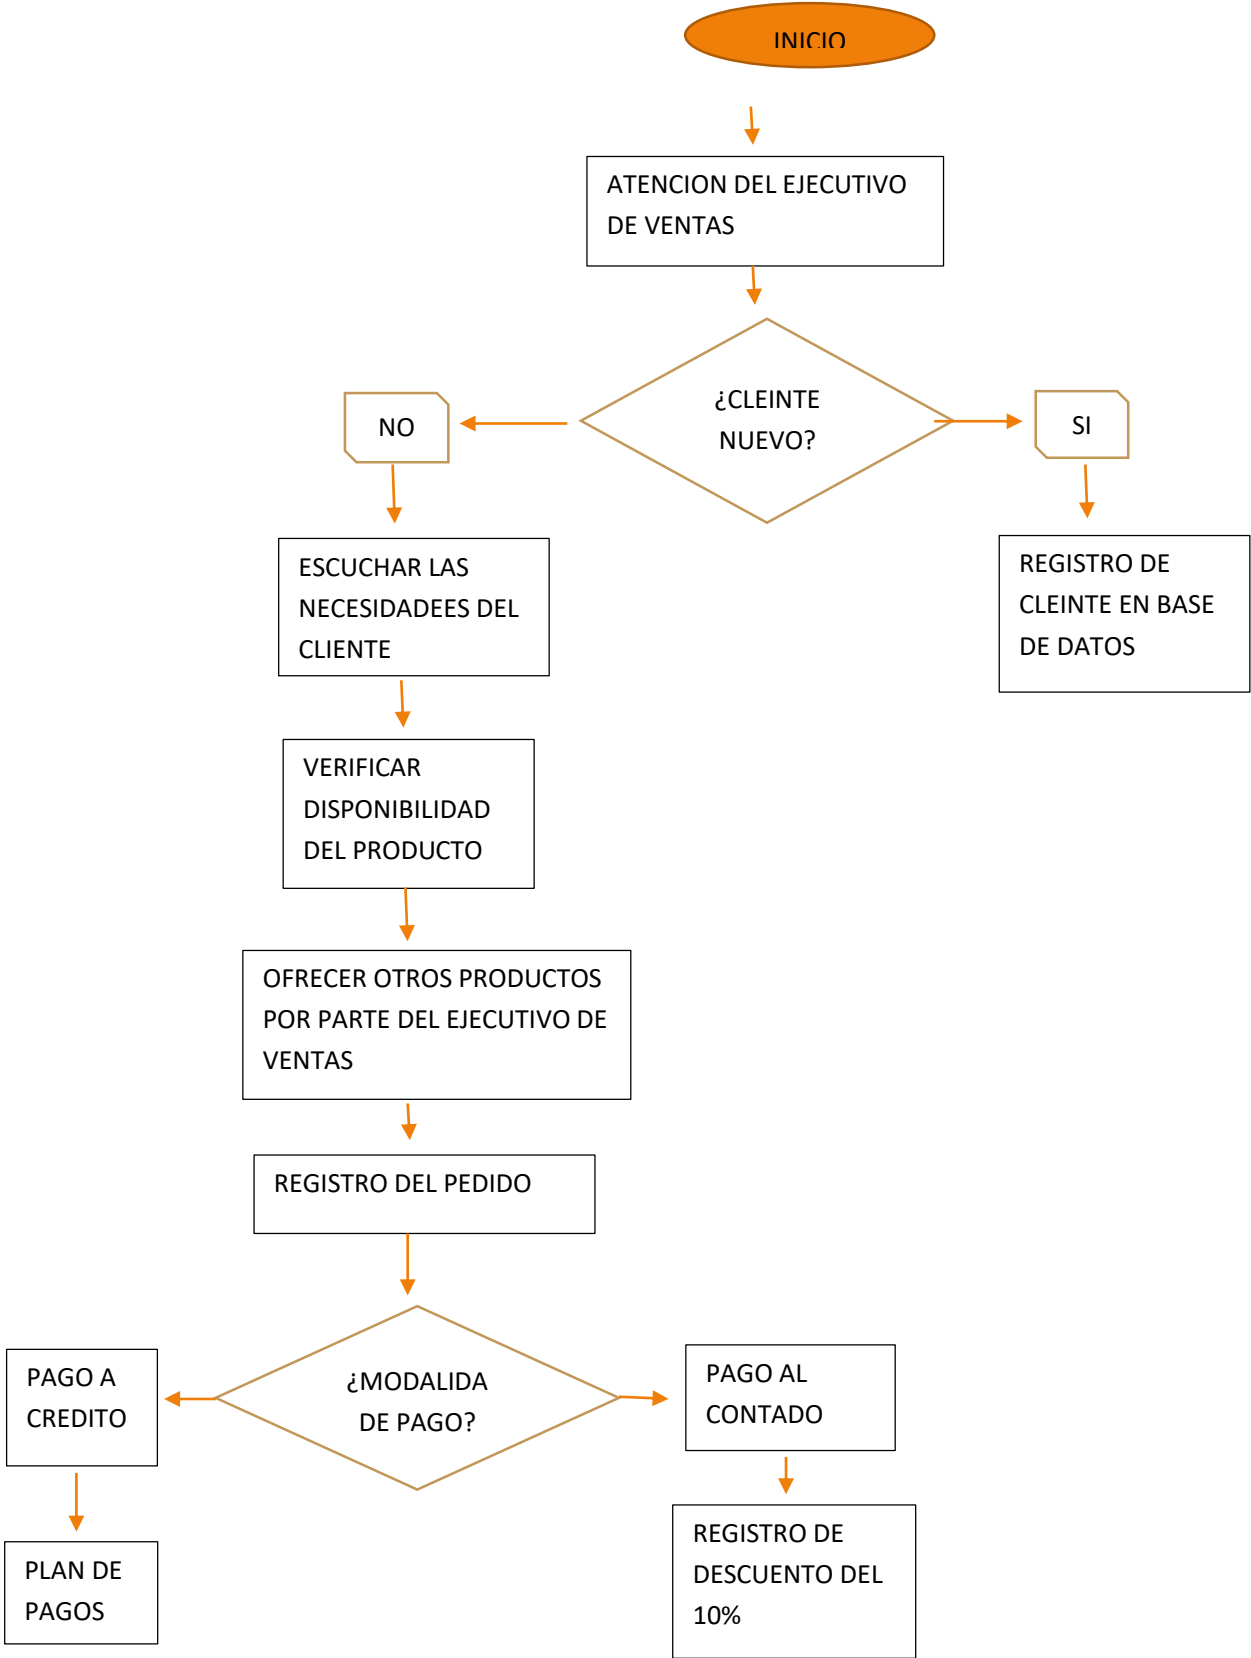 INICIO
ATENCION DEL EJECUTIVO
DE VENTAS
¿CLEINTE
NUEVO?
NO
SI
ESCUCHAR LAS
NECESIDADEES DEL
CLIENTE
REGISTRO DE
CLEINTE EN BASE
DE DATOS
VERIFICAR
DISPONIBILIDAD
DEL PRODUCTO
OFRECER OTROS PRODUCTOS
POR PARTE DEL EJECUTIVO DE
VENTAS
REGISTRO DEL PEDIDO
¿MODALIDA
DE PAGO?
PAGO A
CREDITO
PAGO AL
CONTADO
PLAN DE
PAGOS
REGISTRO DE
DESCUENTO DEL
10%